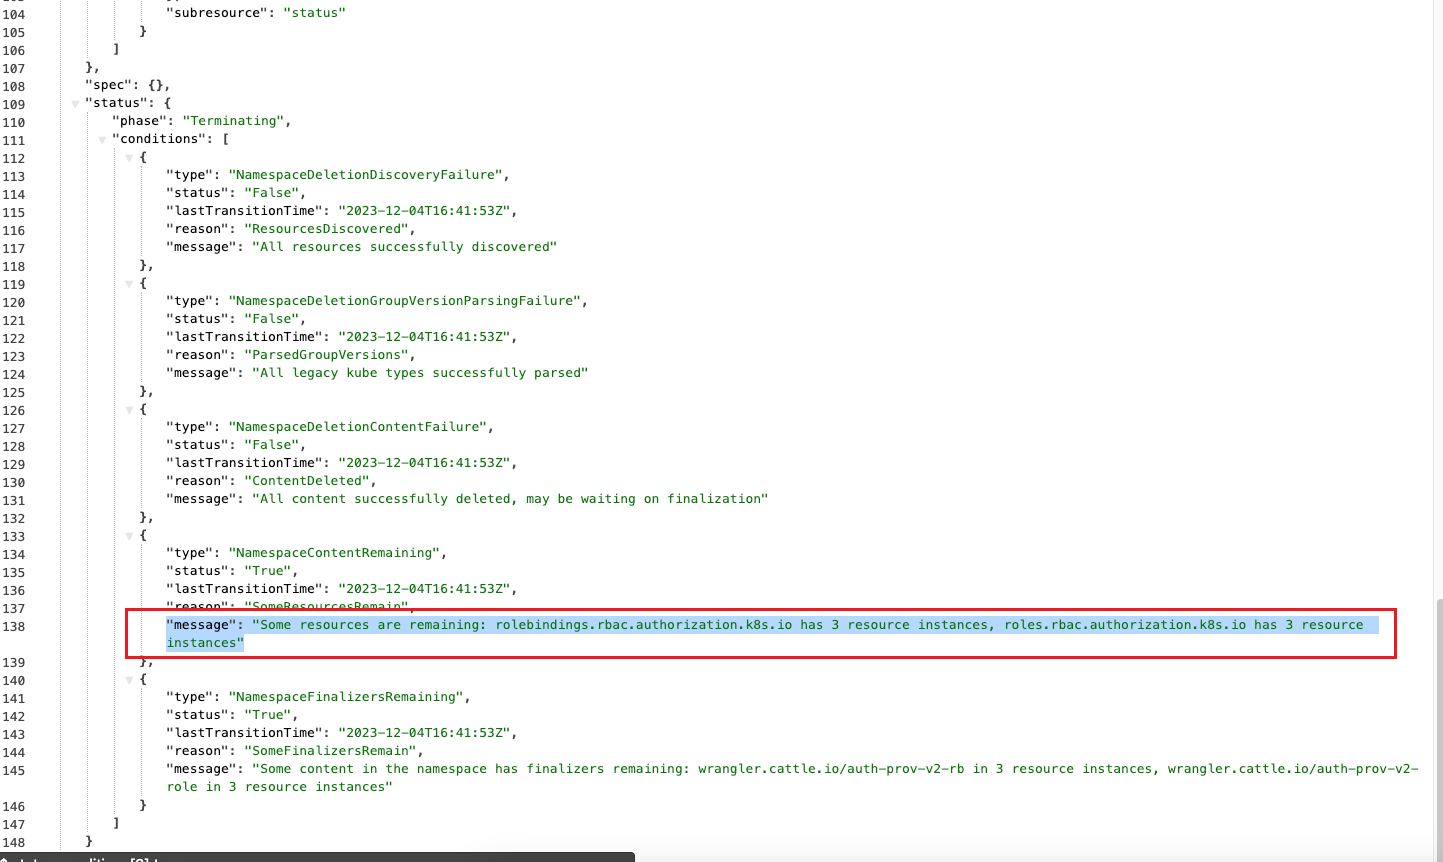 104 "subresource": "status"
105 }
106 ]
107 },
108 "spec": {},
109 "status": {
110 "phase": "Terminating",
111 "conditions": [
112 {
113 "type": "NamespaceDeletionDiscoveryFailure",
114 "status": "False",
115 "lastTransitionTime": "2023-12-04T16:41:53Z",
116 "reason": "ResourcesDiscovered",
117 "message": "All resources successfully discovered"
118 },
119 {
120 "type": "NamespaceDeletionGroupVersionParsingFailure",
121 "status": "False",
122 "lastTransitionTime": "2023-12-04T16:41:53Z",
123 "reason": "ParsedGroupVersions",
124 "message": "All legacy kube types successfully parsed"
125 },
126 {
127 "type": "NamespaceDeletionContentFailure",
128 "status": "False",
129 "lastTransitionTime": "2023-12-04T16:41:53Z",
130 "reason": "ContentDeleted",
131 "message": "All content successfully deleted, may be waiting on finalization"
132 },
133 {
134 "type": "NamespaceContentRemaining",
135 "status": "True",
136 "lastTransitionTime": "2023-12-04T16:41:53Z",
137 "reason": "SomeResourcesRemain",
138 "message": "Some resources are remaining: rolebindings.rbac.authorization.k8s.io has 3 resource instances, roles.rbac.authorization.k8s.io has 3 resource
instances"
139 },
140 {
141 "type": "NamespaceFinalizersRemaining",
142 "status": "True",
143 "lastTransitionTime": "2023-12-04T16:41:53Z",
144 "reason": "SomeFinalizersRemain",
145 "message": "Some content in the namespace has finalizers remaining: wrangler.cattle.io/auth-prov-v2-rb in 3 resource instances, wrangler.cattle.io/auth-prov-v2-
role in 3 resource instances"
146 }
147 ]
148 }